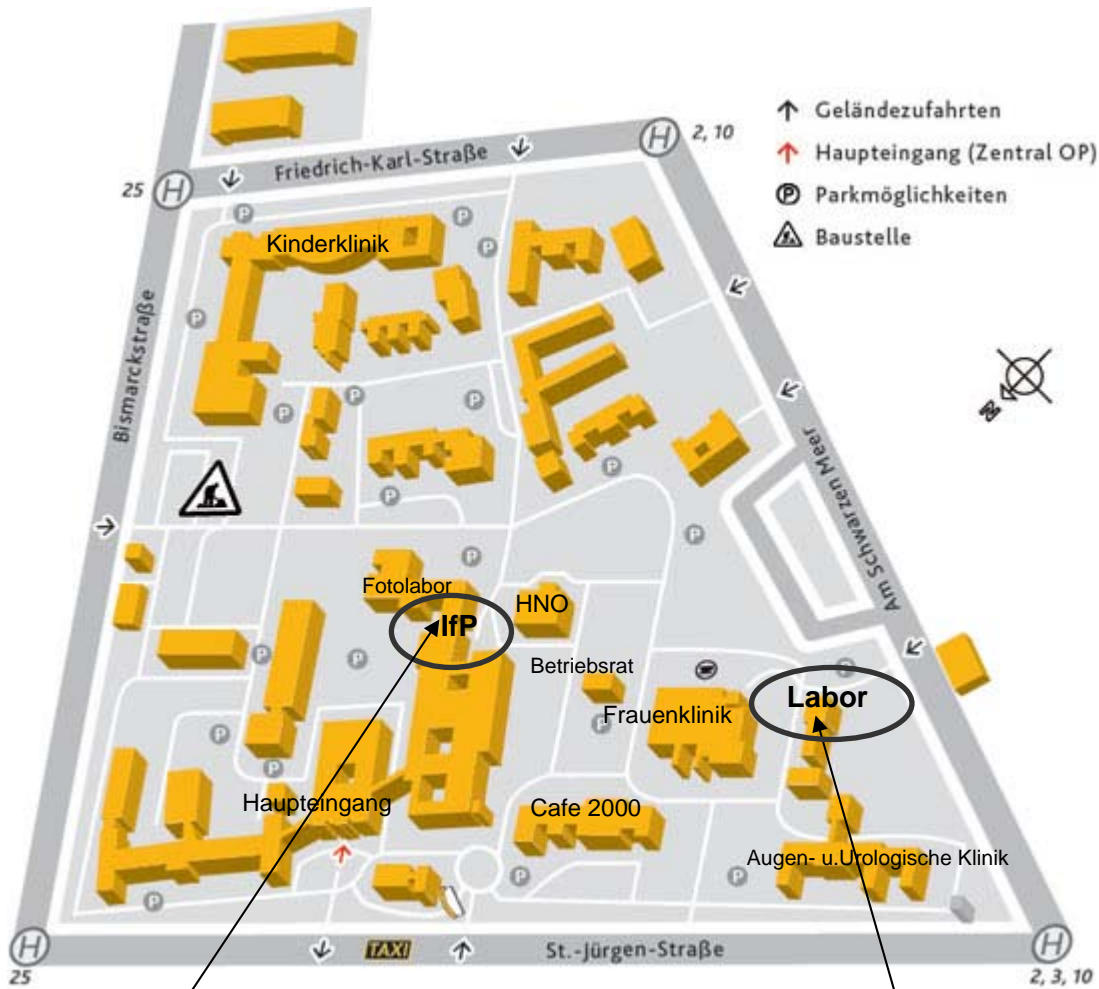 2, 10
↑ Geländezufahrten
↑ Haupteingang (Zentral OP)
P Parkmöglichkeiten
Baustelle
Friedrich-Karl-Straße
H
25 H
Kinderklinik
P
P
P
P
Bismarckstraße
N
P
P
P
P
P
Am Schwarzen Meer
P
Fotolabor
P
IfP
HNO
P
P
Betriebsrat
P
Labor
Frauenklinik
P
P
P
Haupteingang
Cafe 2000
Augen- u.Urologische Klinik
P
P
P
H
25
TAXI
St.-Jürgen-Straße
H
2, 3, 10